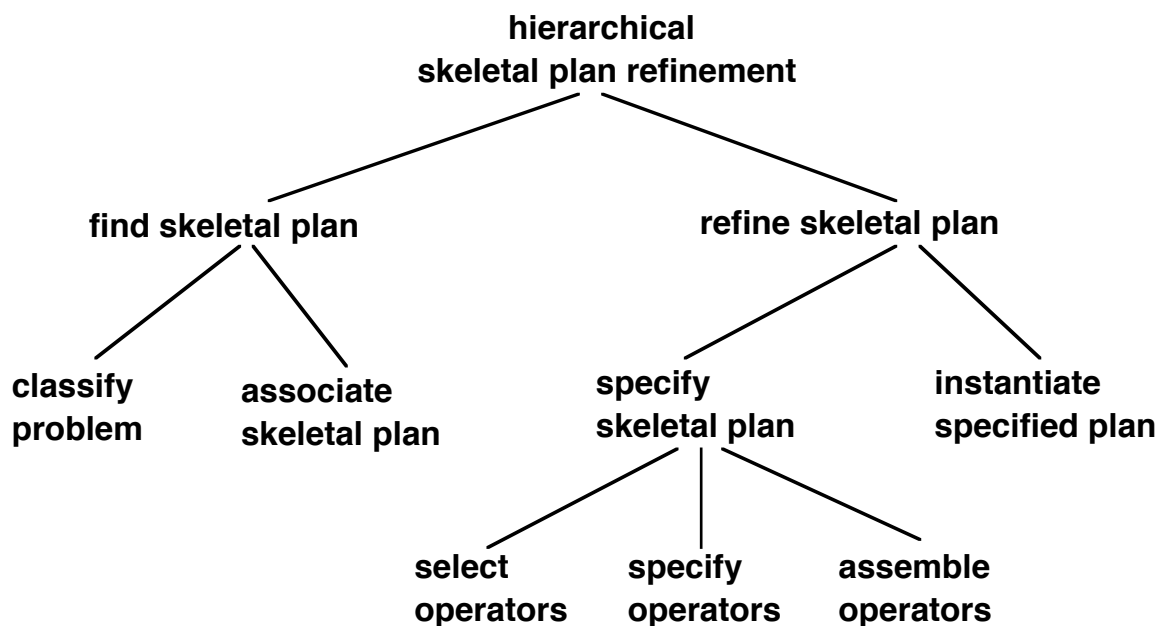 hierarchical
skeletal plan refinement
find skeletal plan
refine skeletal plan
classify
problem
associate
skeletal plan
specify
skeletal plan
instantiate
specified plan
select
operators
specify
operators
assemble
operators